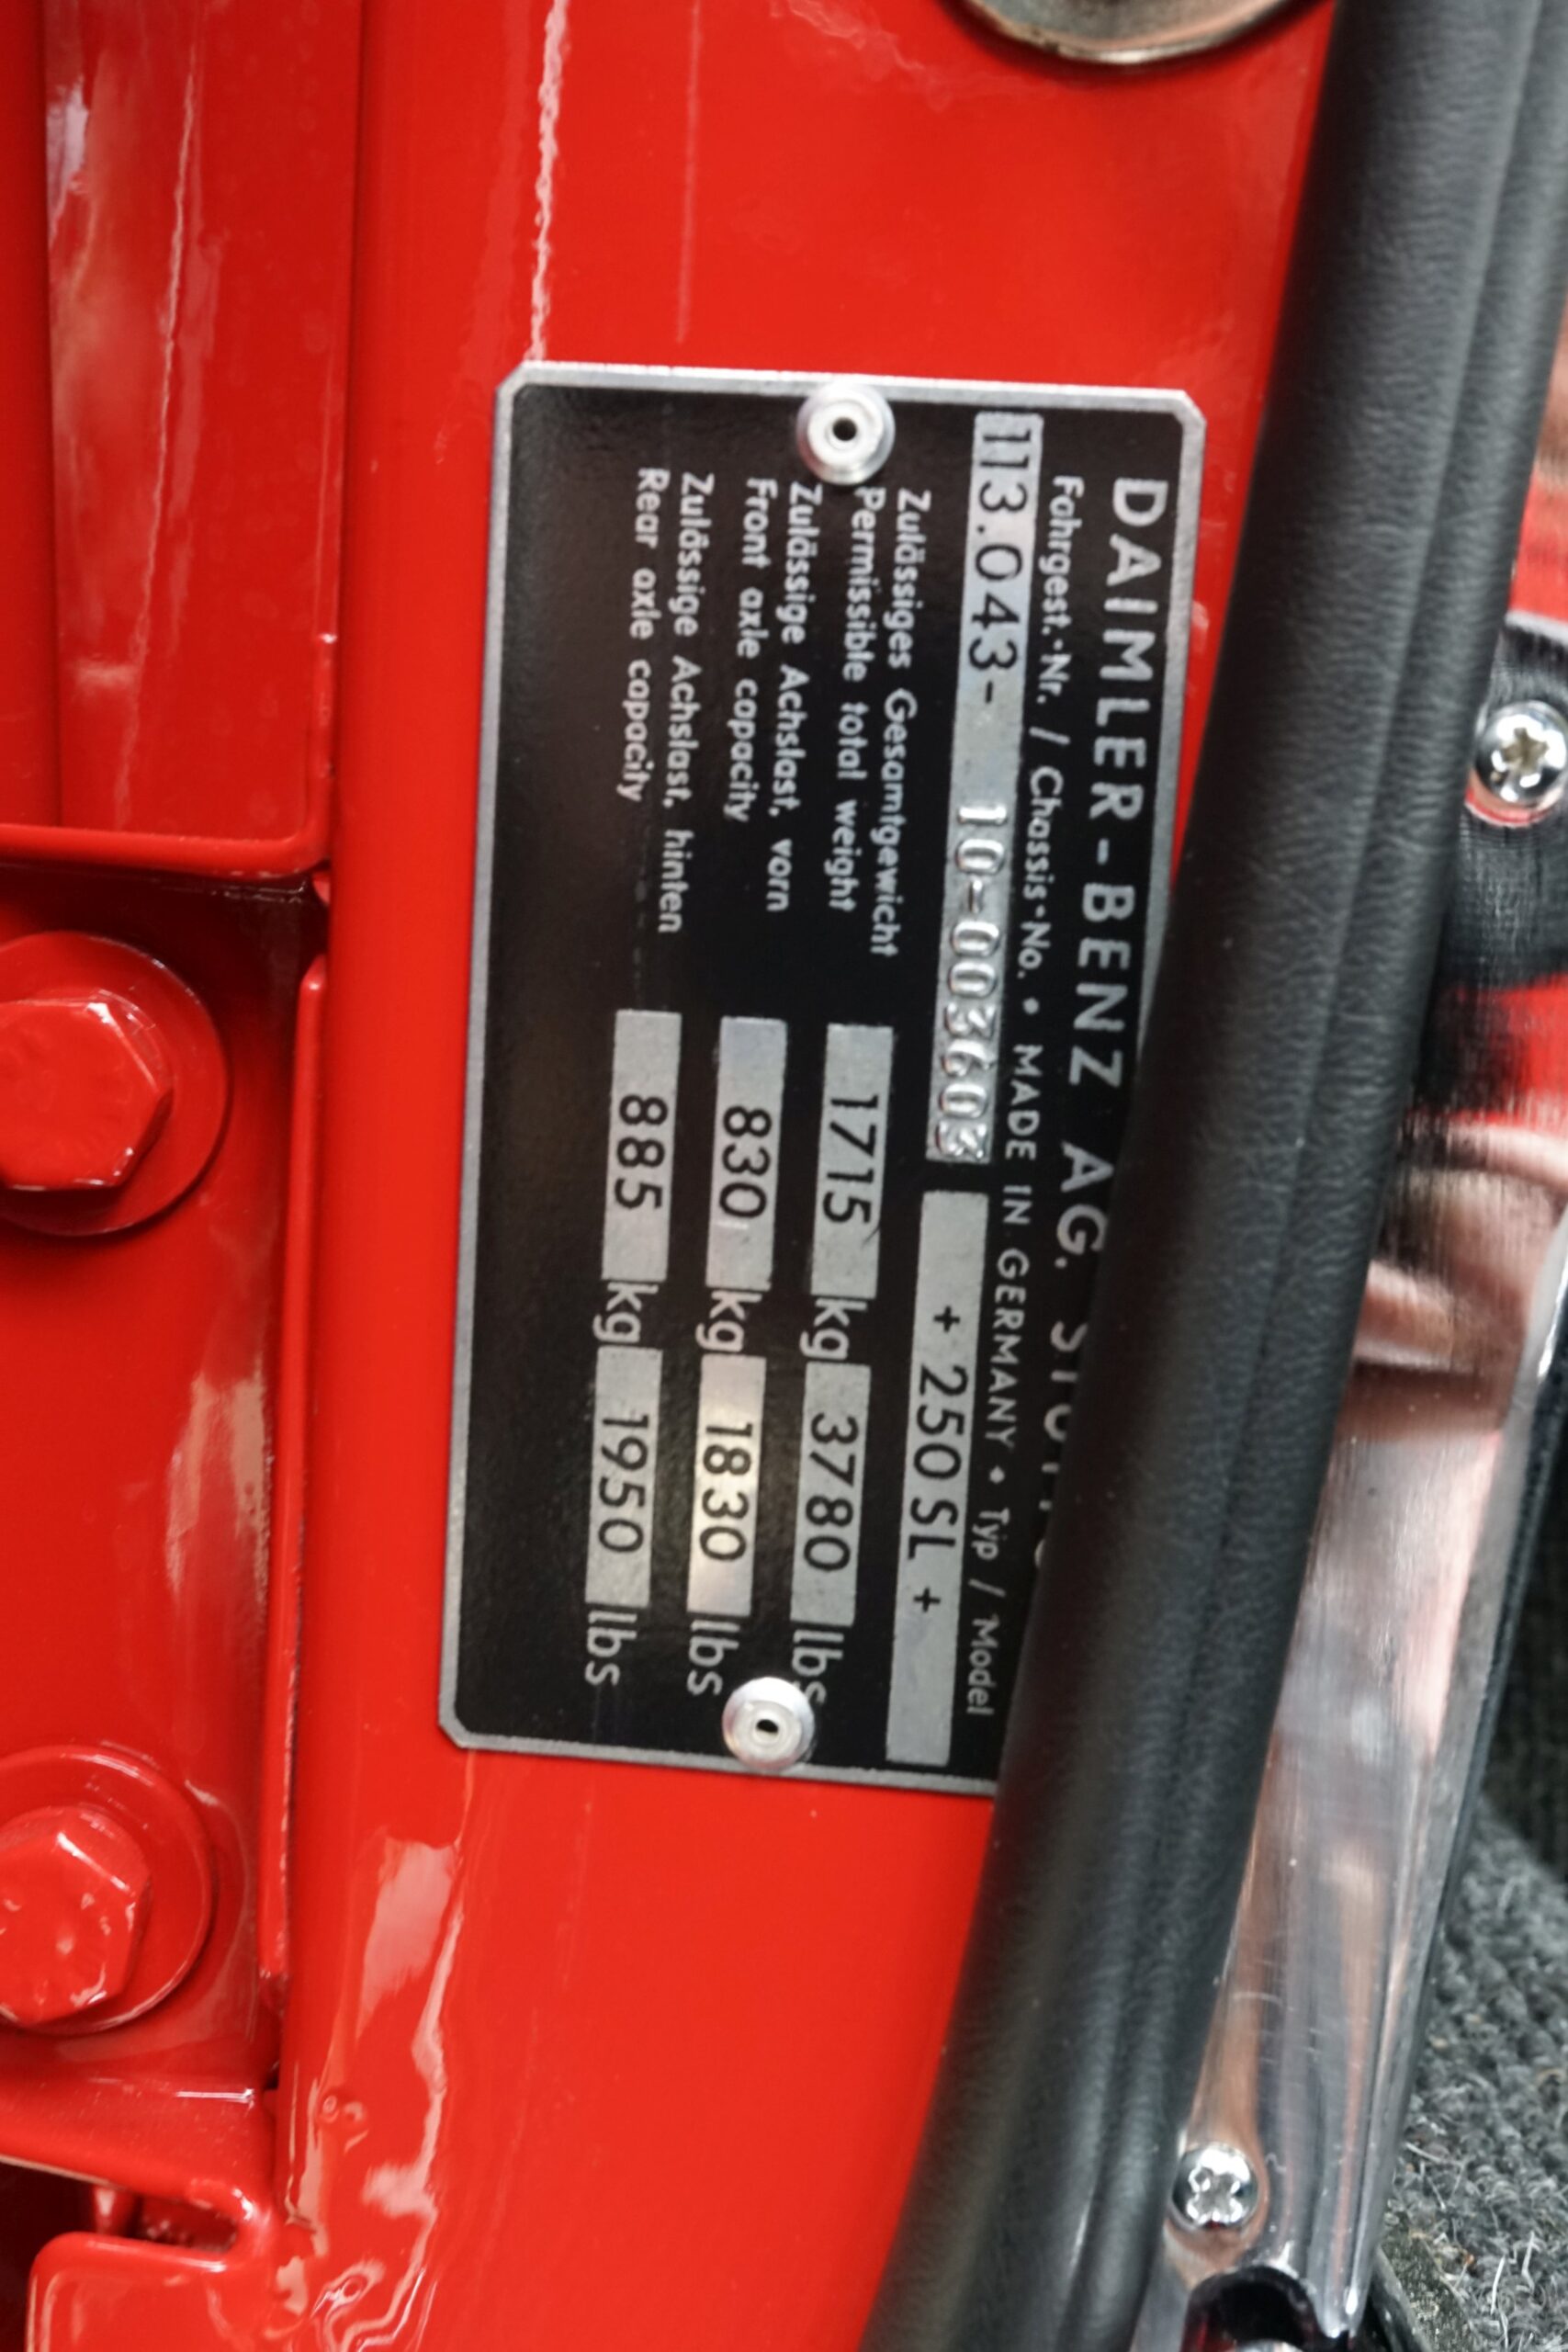 DAIMLER-BENZ AG.
Fahrgest.-Nr. / Chassis-No. • MADE IN GERMANY • Typ / Model
113.043- 10-003603 + 250 SL +
Zulässiges Gesamtgewicht
Permissible total weight 1715 kg 3780 lbs
Zulässige Achslast, vorn
Front axle capacity 830 kg 1830 lbs
Zulässige Achslast, hinten
Rear axle capacity 885 kg 1950 lbs